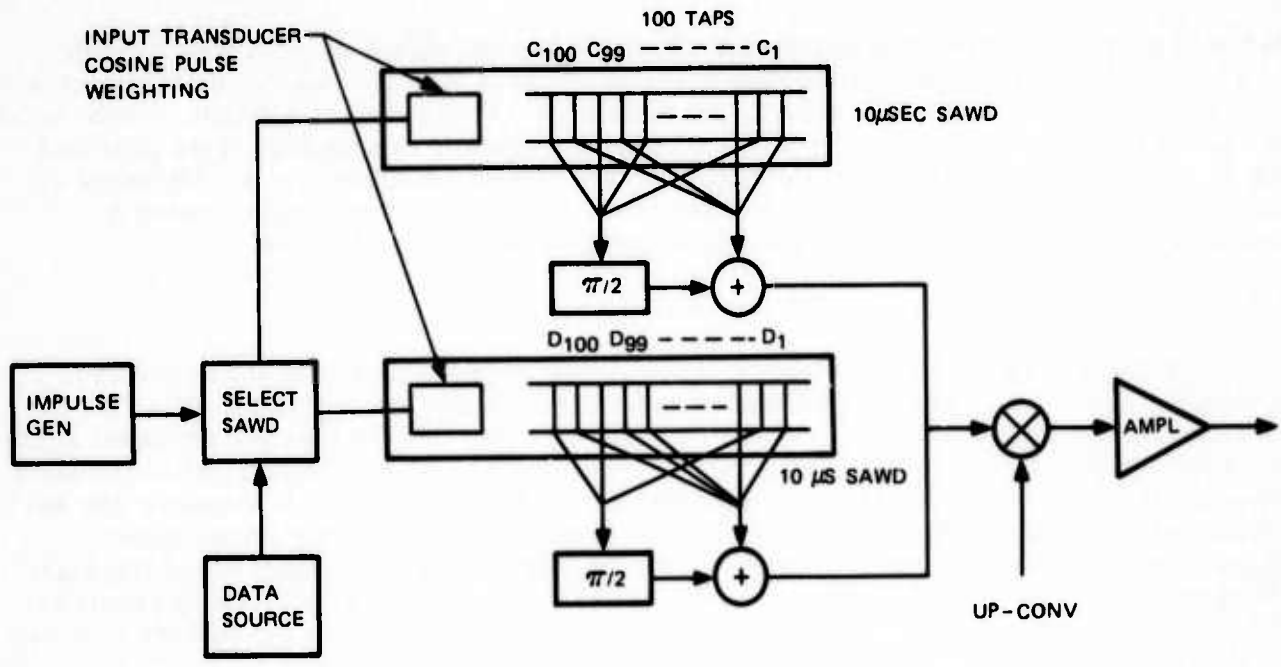 100 TAPS
INPUT TRANSDUCER
COSINE PULSE
WEIGHTING
C100 C99 ----- C1
10μSEC SAWD
π/2
+
D100 D99 ----- D1
IMPULSE
GEN
SELECT
SAWD
AMPL
10 μS SAWD
π/2
+
DATA
SOURCE
UP-CONV